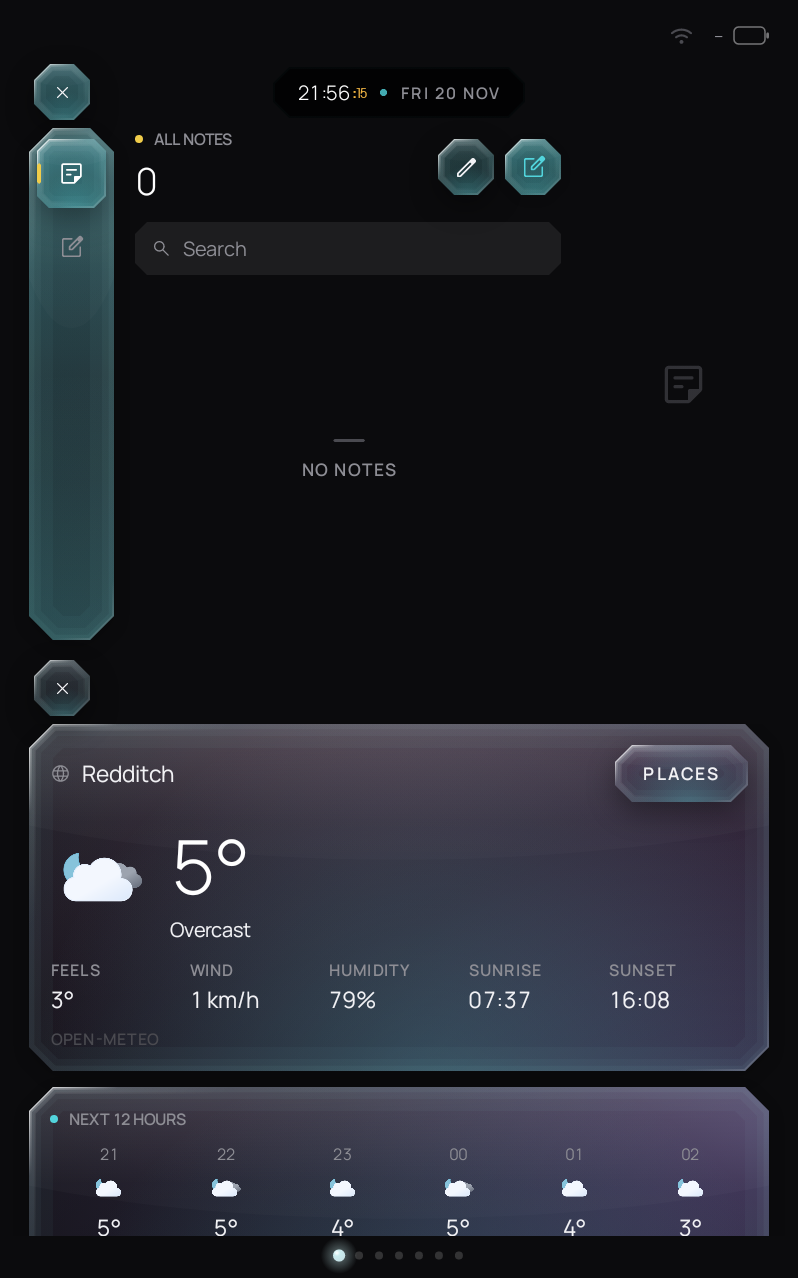 –
21:56:15 FRI 20 NOV
ALL NOTES
0
Search
NO NOTES
Redditch
PLACES
5°
Overcast
FEELS WIND HUMIDITY SUNRISE SUNSET
3° 1 km/h 79% 07:37 16:08
OPEN-METEO
NEXT 12 HOURS
21 22 23 00 01 02
5° 5° 4° 5° 4° 3°